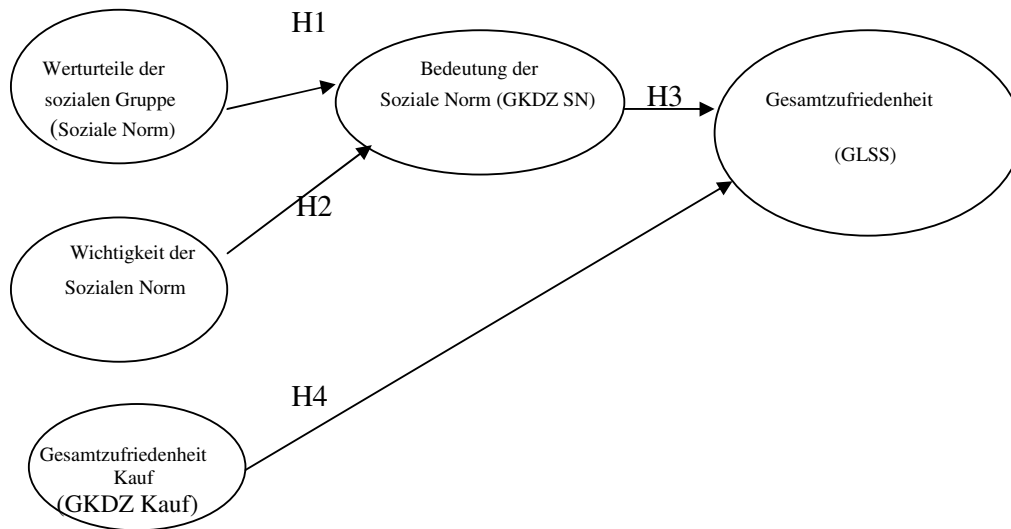 H1
Werturteile der
sozialen Gruppe
(Soziale Norm)
Bedeutung der
Soziale Norm (GKDZ SN)
H3
Gesamtzufriedenheit
(GLSS)
H2
Wichtigkeit der
Sozialen Norm
H4
Gesamtzufriedenheit
Kauf
(GKDZ Kauf)